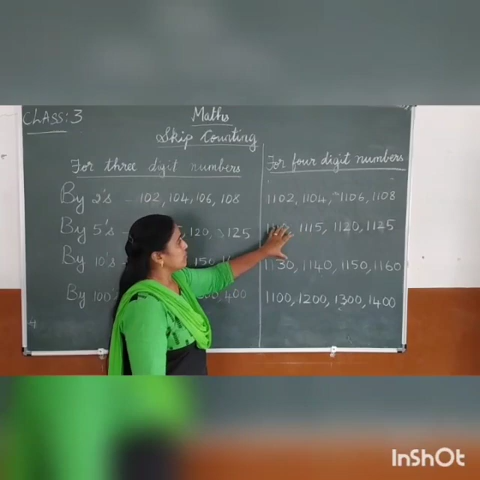 CLASS: 3
Maths
Skip Counting
For three digit numbers
For four digit numbers
By 2's - 102, 104, 106, 108
1102, 1104, 1106, 1108
By 5's - 120, 125
1115, 1120, 1125
By 10's 150
1130, 1140, 1150, 1160
By 100 400
1100, 1200, 1300, 1400
InShOt